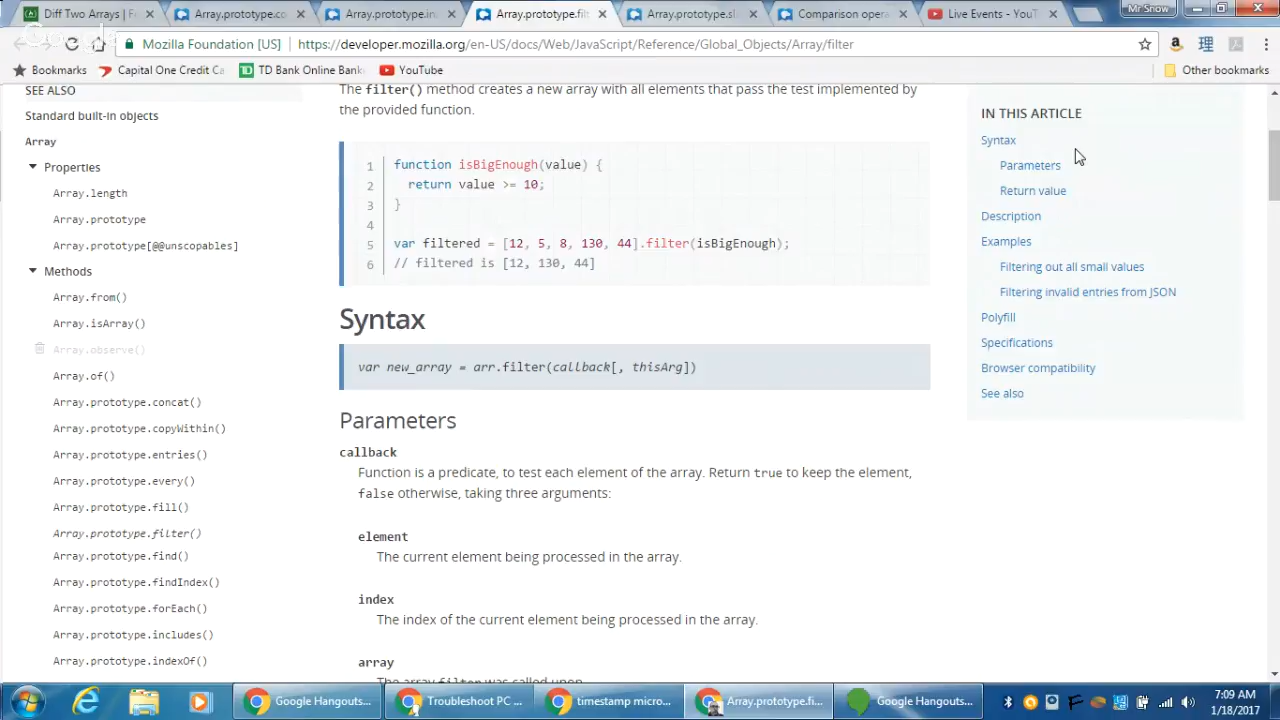 Diff Two Arrays | F
Array.prototype.co
Array.prototype.in
Array.prototype.filt
Array.prototype.
Comparison opera
Live Events - YouT
Mr Snow
Mozilla Foundation [US]
https://developer.mozilla.org/en-US/docs/Web/JavaScript/Reference/Global_Objects/Array/filter
Bookmarks
Capital One Credit Ca
TD Bank Online Bank
YouTube
Other bookmarks
SEE ALSO
Standard built-in objects
Array
Properties
Array.length
Array.prototype
Array.prototype[@@unscopables]
Methods
Array.from()
Array.isArray()
Array.observe()
Array.of()
Array.prototype.concat()
Array.prototype.copyWithin()
Array.prototype.entries()
Array.prototype.every()
Array.prototype.fill()
Array.prototype.filter()
Array.prototype.find()
Array.prototype.findIndex()
Array.prototype.forEach()
Array.prototype.includes()
Array.prototype.indexOf()
The filter() method creates a new array with all elements that pass the test implemented by
the provided function.
1 function isBigEnough(value) {
2 return value >= 10;
3 }
4
5 var filtered = [12, 5, 8, 130, 44].filter(isBigEnough);
6 // filtered is [12, 130, 44]
Syntax
var new_array = arr.filter(callback[, thisArg])
Parameters
callback
Function is a predicate, to test each element of the array. Return true to keep the element,
false otherwise, taking three arguments:
element
The current element being processed in the array.
index
The index of the current element being processed in the array.
array
The array filter was called upon.
IN THIS ARTICLE
Syntax
Parameters
Return value
Description
Examples
Filtering out all small values
Filtering invalid entries from JSON
Polyfill
Specifications
Browser compatibility
See also
Google Hangouts...
Troubleshoot PC ...
timestamp micro...
Array.prototype.fi...
Google Hangouts...
7:09 AM
1/18/2017